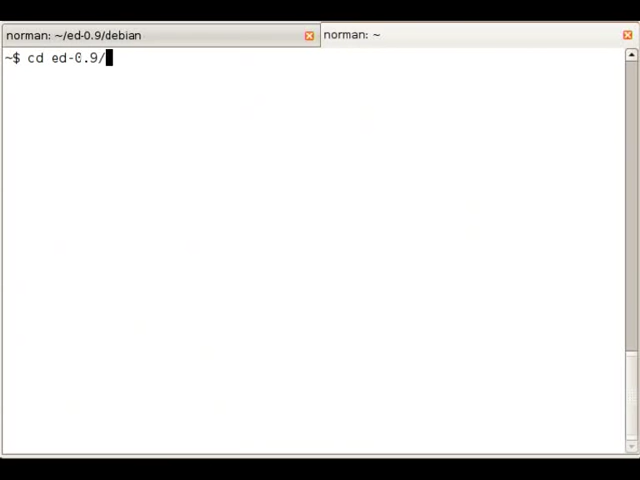 norman: ~/ed-0.9/debian
norman: ~
~$ cd ed-0.9/